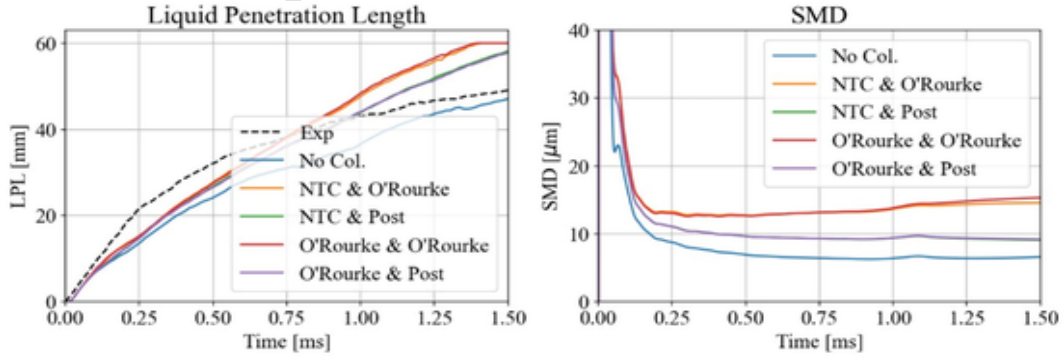 Liquid Penetration Length
60
40
20
0
LPL [mm]
0.00 0.25 0.50 0.75 1.00 1.25 1.50
Time [ms]
Exp
No Col.
NTC & O'Rourke
NTC & Post
O'Rourke & O'Rourke
O'Rourke & Post
SMD
40
30
20
10
0
SMD [μm]
0.00 0.25 0.50 0.75 1.00 1.25 1.50
Time [ms]
No Col.
NTC & O'Rourke
NTC & Post
O'Rourke & O'Rourke
O'Rourke & Post